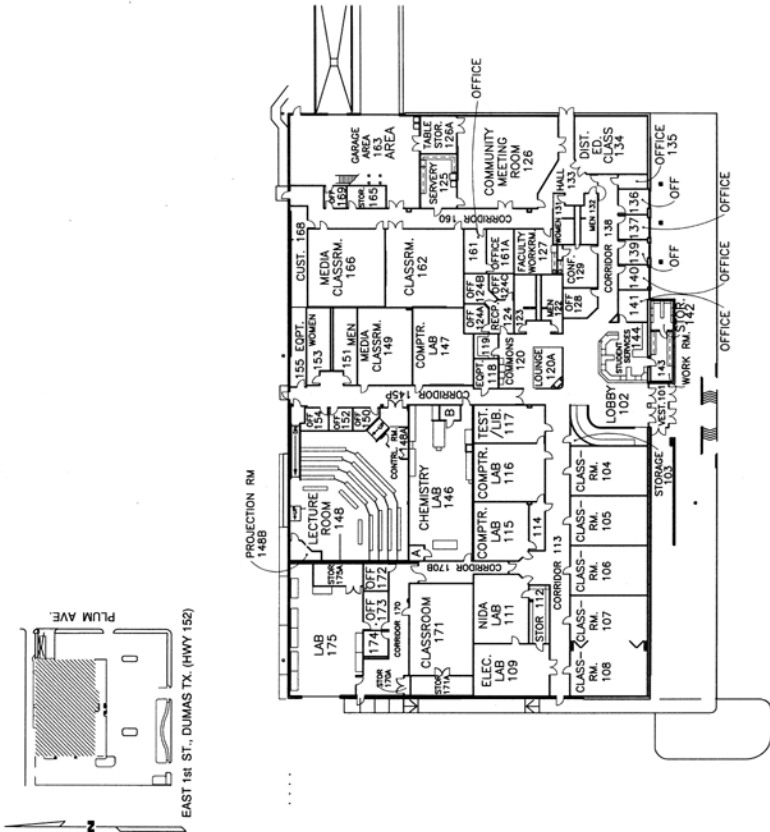 OFFICE
GARAGE
AREA
163
AREA
TABLE
STOR.
126A
SERVERY
125
COMMUNITY
MEETING
ROOM
126
DIST.
ED.
CLASS
134
OFFICE
135
HALL
133
OFF
169
STOR.
165
CORRIDOR 160
WOMEN 131
MEN 132
136
OFF
CUST. 168
MEDIA
CLASSRM.
166
CLASSRM.
162
161
OFFICE
161A
FACULTY
WORKRM.
127
CONF.
129
CORRIDOR 138
137
OFFICE
139
OFF
OFF
124B
OFF
124C
140
OFFICE
OFF
124A
RECP.
124
123
MEN
122
OFF
128
141
OFFICE
155 EQPT.
WOMEN
153
151
MEN
MEDIA
CLASSRM.
149
COMPTR.
LAB
147
119
EQPT.
118
COMMONS
120
LOUNGE
120A
STUDENT
SERVICES
144
STOR.
142
143
WORK RM.
CORRIDOR 145
LOBBY
102
VEST.101
OFF
154
OFF
152
OFF
150
CONTRL. RM.
148A
B
TEST.
/LIB.
117
STORAGE
103
PROJECTION RM
148B
LECTURE
ROOM
148
CHEMISTRY
LAB
146
A
COMPTR.
LAB
116
COMPTR.
LAB
115
114
CORRIDOR 113
CLASS-
RM.
104
CLASS-
RM.
105
CLASS-
RM.
106
CLASS-
RM.
107
CLASS-
RM.
108
CORRIDOR 170B
STOR
175A
OFF
172
OFF
173
174
LAB
175
CORRIDOR 170
STOR
170A
CLASSROOM
171
STOR
171A
NIDA
LAB
111
STOR 112
ELEC.
LAB
109
PLUM AVE.
EAST 1st ST., DUMAS TX. (HWY 152)
N